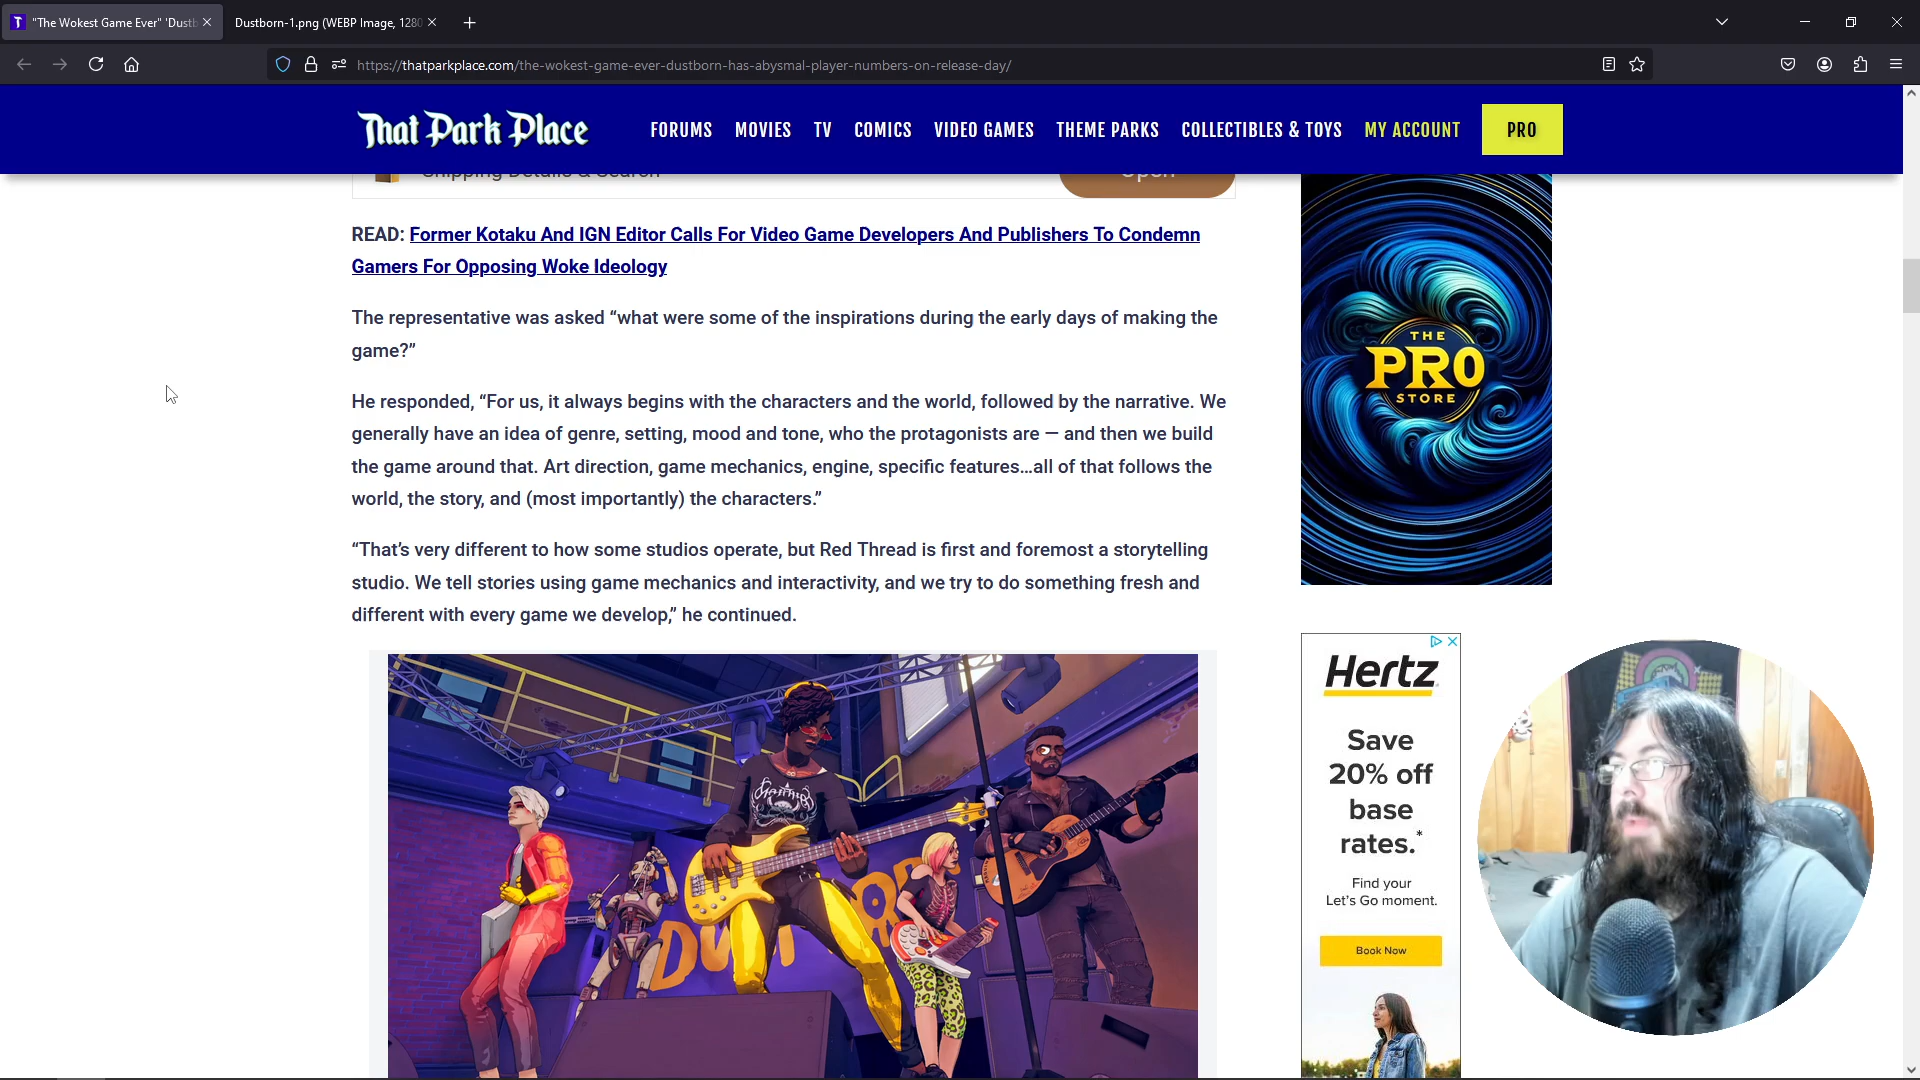 "The Wokest Game Ever" 'Dustb
Dustborn-1.png (WEBP Image, 1280
https://thatparkplace.com/the-wokest-game-ever-dustborn-has-abysmal-player-numbers-on-release-day/
That Park Place
FORUMS MOVIES TV COMICS VIDEO GAMES THEME PARKS COLLECTIBLES & TOYS MY ACCOUNT PRO
Shipping Details & Search
Open
READ: Former Kotaku And IGN Editor Calls For Video Game Developers And Publishers To Condemn
Gamers For Opposing Woke Ideology
The representative was asked “what were some of the inspirations during the early days of making the
game?”
He responded, “For us, it always begins with the characters and the world, followed by the narrative. We
generally have an idea of genre, setting, mood and tone, who the protagonists are — and then we build
the game around that. Art direction, game mechanics, engine, specific features…all of that follows the
world, the story, and (most importantly) the characters.”
“That’s very different to how some studios operate, but Red Thread is first and foremost a storytelling
studio. We tell stories using game mechanics and interactivity, and we try to do something fresh and
different with every game we develop,” he continued.
THE
PRO
STORE
Hertz
Save
20% off
base
rates.*
Find your
Let’s Go moment.
Book Now